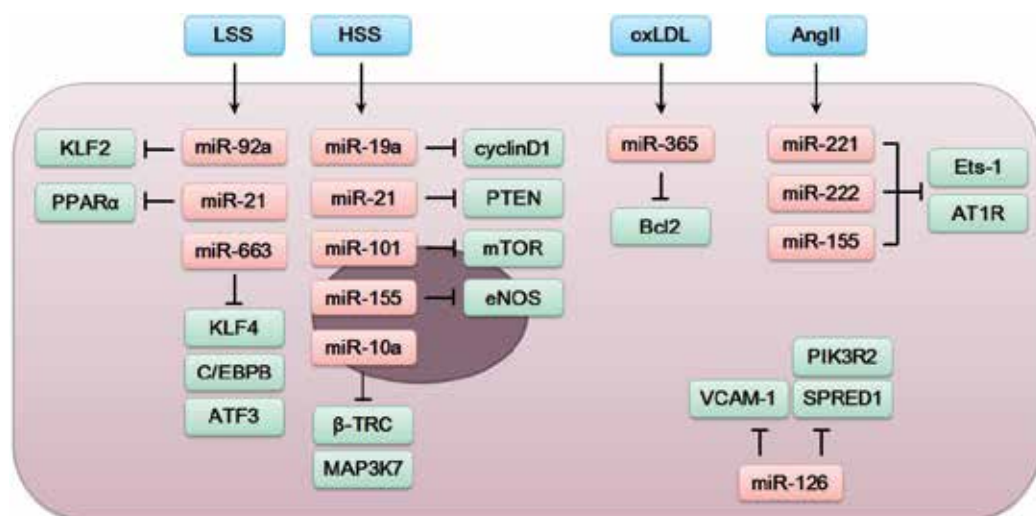 LSS
HSS
oxLDL
AngII
KLF2
miR-92a
miR-19a
cyclinD1
miR-365
miR-221
Ets-1
PPARα
miR-21
miR-21
PTEN
miR-222
AT1R
miR-663
miR-101
mTOR
Bcl2
miR-155
miR-155
eNOS
KLF4
miR-10a
C/EBPB
PIK3R2
ATF3
β-TRC
VCAM-1
SPRED1
MAP3K7
miR-126